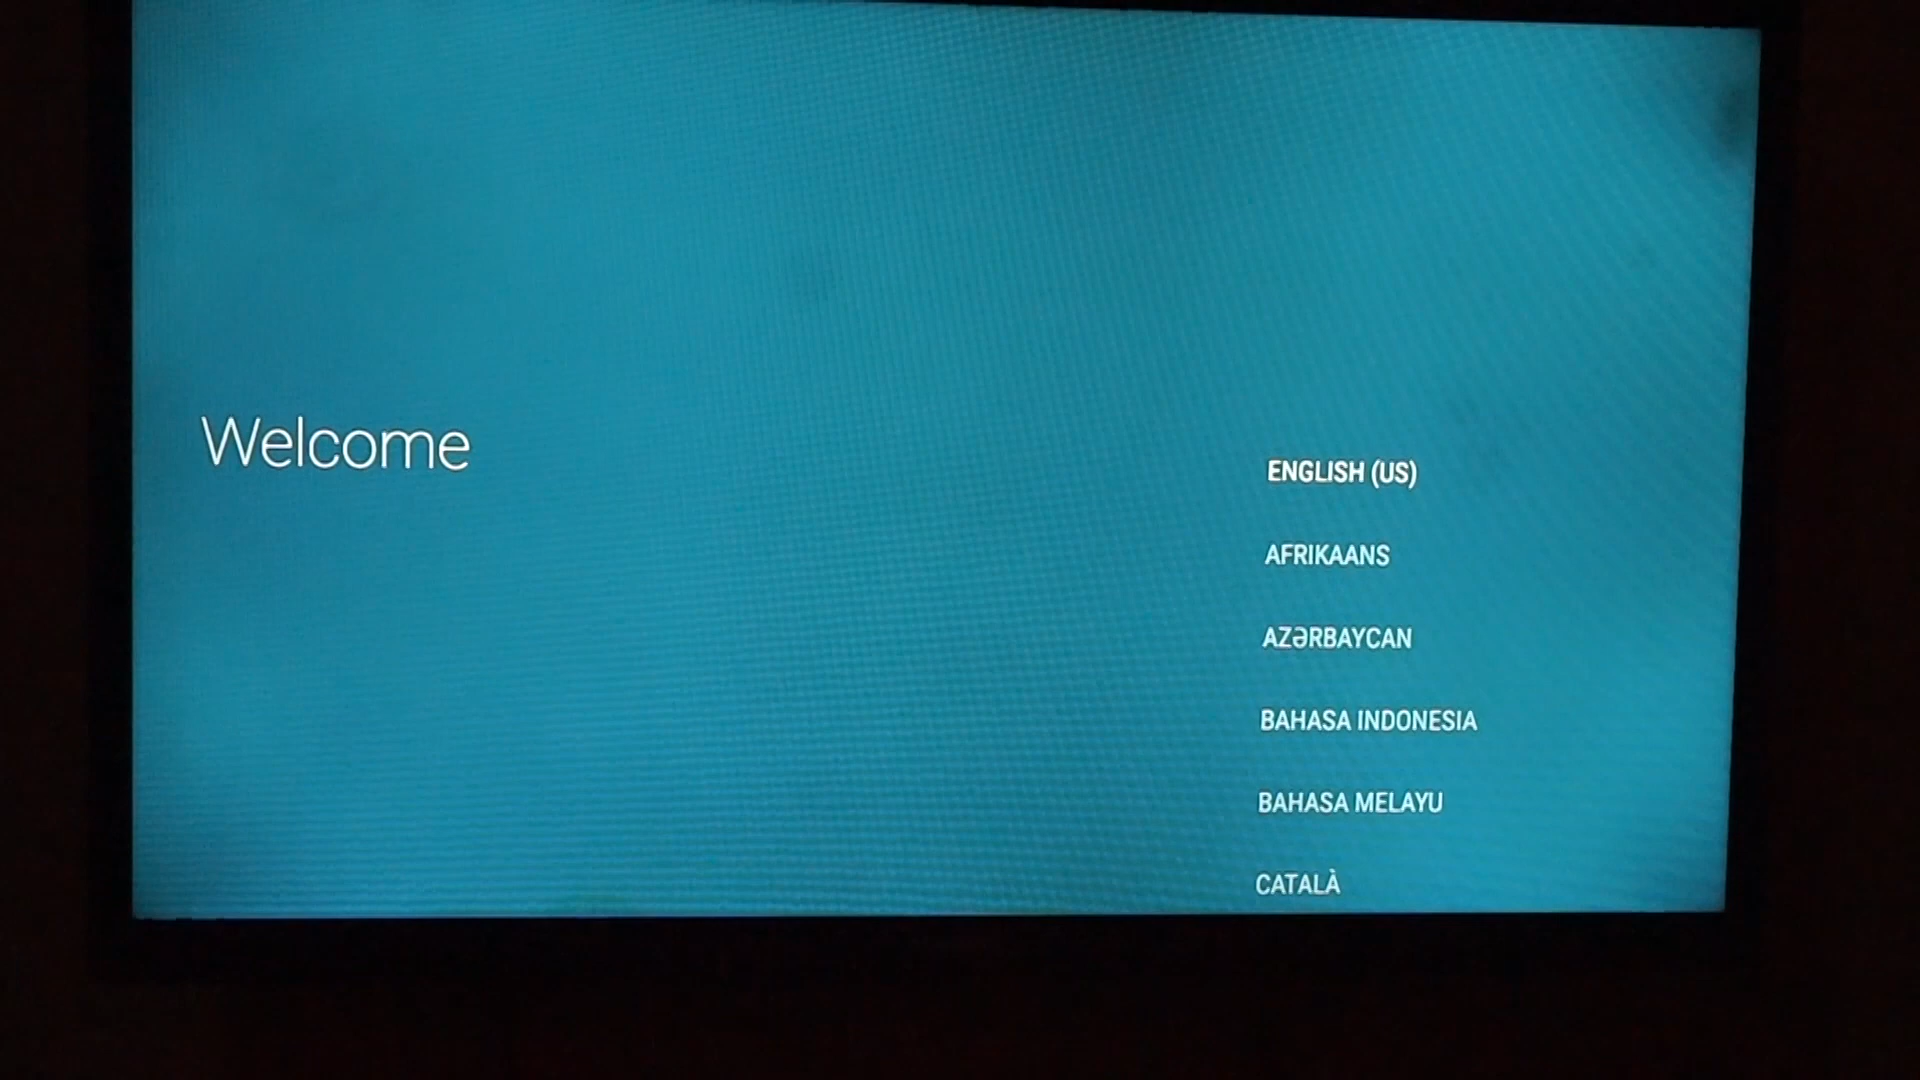 Welcome
ENGLISH (US)
AFRIKAANS
AZƏRBAYCAN
BAHASA INDONESIA
BAHASA MELAYU
CATALÀ